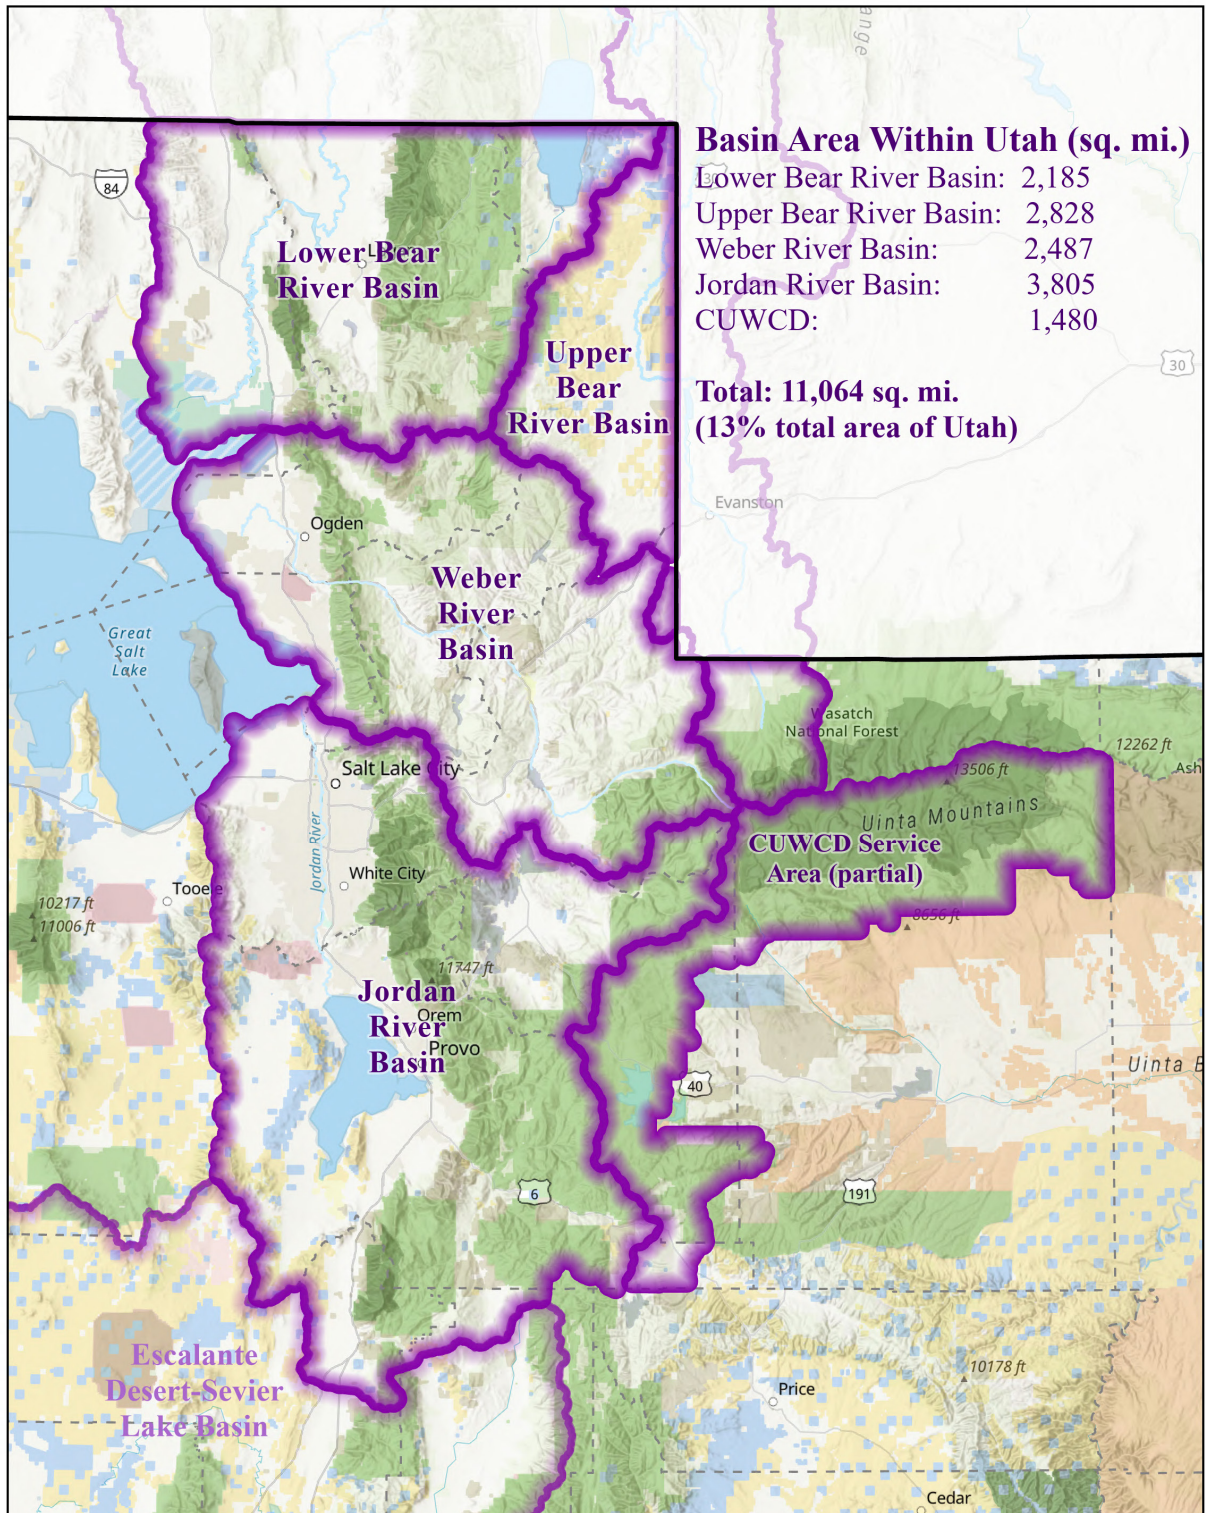 ange
Basin Area Within Utah (sq. mi.)
84
30
Lower Bear River Basin: 2,185
Upper Bear River Basin: 2,828
Weber River Basin: 2,487
Jordan River Basin: 3,805
CUWCD: 1,480
Lower Bear
River Basin
Upper
Bear
River Basin
30
Total: 11,064 sq. mi.
(13% total area of Utah)
Evanston
Ogden
Weber
River
Basin
Great
Salt
Lake
Wasatch
National Forest
12262 ft
Ash
13506 ft
Salt Lake City
Uinta Mountains
CUWCD Service
Area (partial)
Jordan River
White City
Tooele
10217 ft
11006 ft
8656 ft
11747 ft
Jordan
River
Basin
Orem
Provo
Uinta B
40
6
191
Escalante
Desert-Sevier
Lake Basin
10178 ft
Price
Cedar